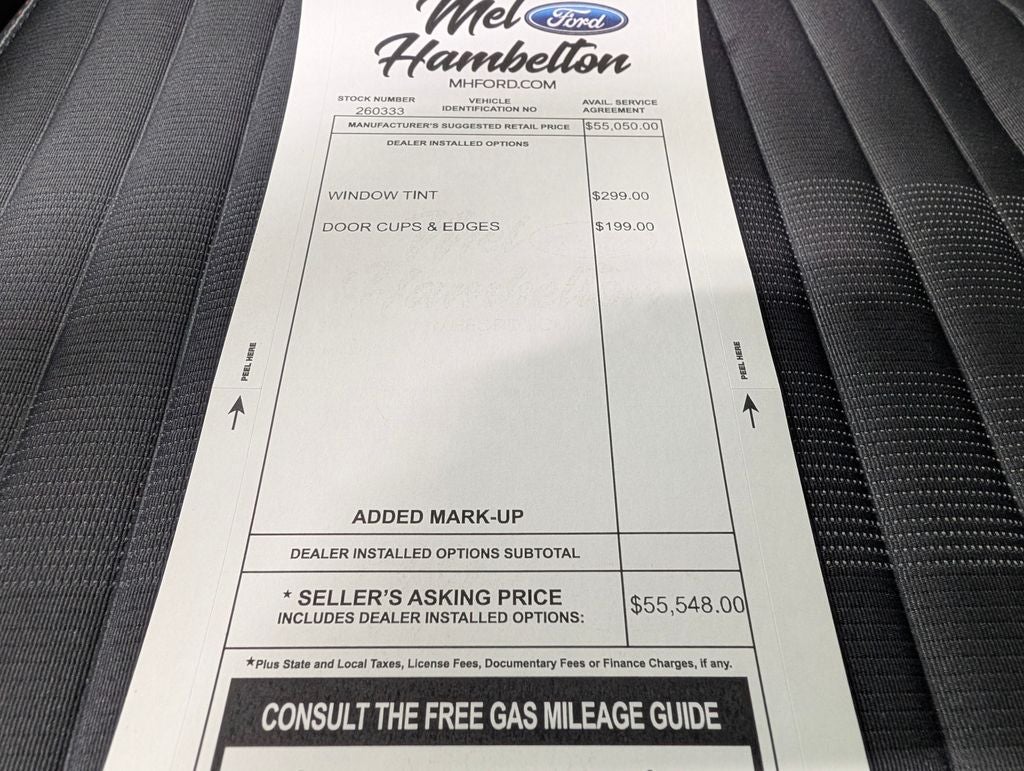 Mel Ford
Hambelton
MHFORD.COM
STOCK NUMBER
260333
VEHICLE
IDENTIFICATION NO
AVAIL. SERVICE
AGREEMENT
MANUFACTURER'S SUGGESTED RETAIL PRICE $55,050.00
DEALER INSTALLED OPTIONS
WINDOW TINT $299.00
DOOR CUPS & EDGES $199.00
PEEL HERE
PEEL HERE
ADDED MARK-UP
DEALER INSTALLED OPTIONS SUBTOTAL
* SELLER'S ASKING PRICE
INCLUDES DEALER INSTALLED OPTIONS:
$55,548.00
*Plus State and Local Taxes, License Fees, Documentary Fees or Finance Charges, if any.
CONSULT THE FREE GAS MILEAGE GUIDE